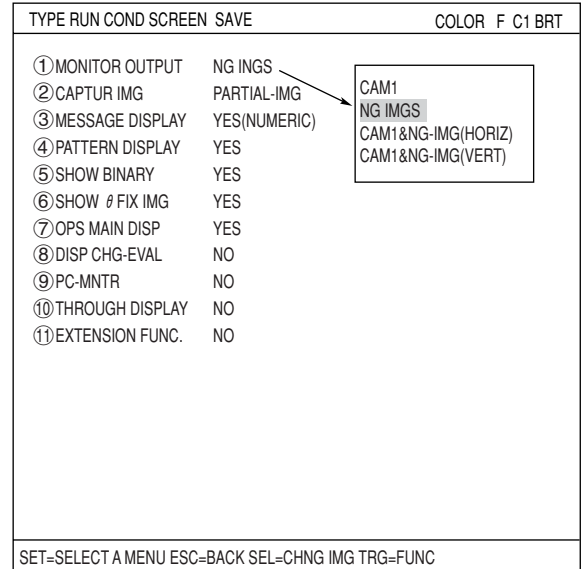 TYPE RUN COND SCREEN SAVE COLOR F C1 BRT
①MONITOR OUTPUT NG INGS
②CAPTUR IMG PARTIAL-IMG
③MESSAGE DISPLAY YES(NUMERIC)
④PATTERN DISPLAY YES
⑤SHOW BINARY YES
⑥SHOW θ FIX IMG YES
⑦OPS MAIN DISP YES
⑧DISP CHG-EVAL NO
⑨PC-MNTR NO
⑩THROUGH DISPLAY NO
⑪EXTENSION FUNC. NO
CAM1
NG IMGS
CAM1&NG-IMG(HORIZ)
CAM1&NG-IMG(VERT)
SET=SELECT A MENU ESC=BACK SEL=CHNG IMG TRG=FUNC